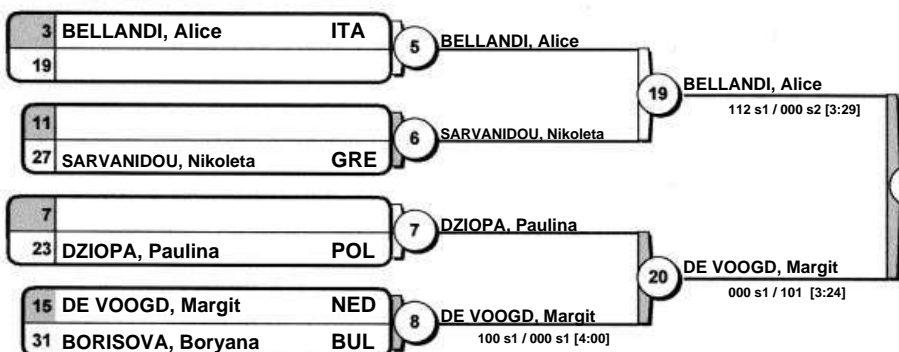 3 BELLANDI, Alice ITA
19
5 BELLANDI, Alice
11
27 SARVANIDOU, Nikoleta GRE
6 SARVANIDOU, Nikoleta
19 BELLANDI, Alice
112 s1 / 000 s2 [3:29]
7
23 DZIOPA, Paulina POL
7 DZIOPA, Paulina
15 DE VOOGD, Margit NED
31 BORISOVA, Boryana BUL
8 DE VOOGD, Margit
100 s1 / 000 s1 [4:00]
20 DE VOOGD, Margit
000 s1 / 101 [3:24]